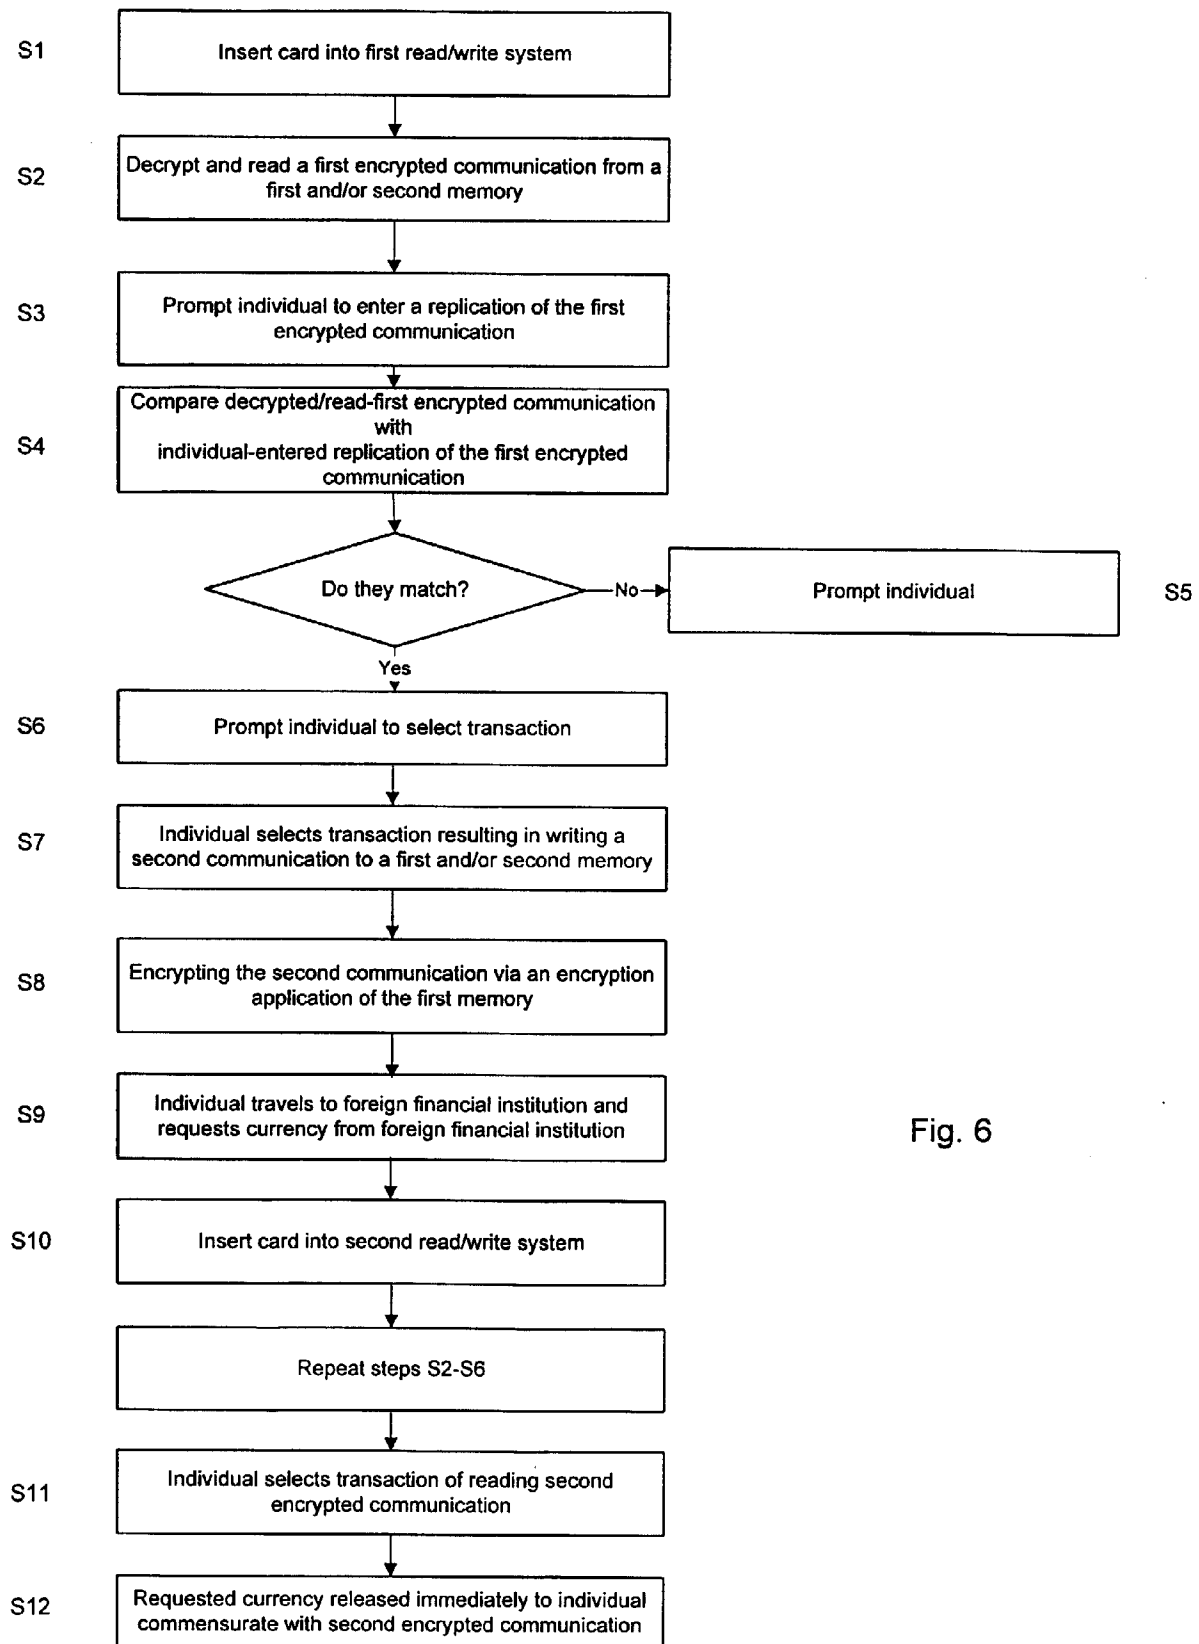 S1
Insert card into first read/write system
S2
Decrypt and read a first encrypted communication from a
first and/or second memory
S3
Prompt individual to enter a replication of the first
encrypted communication
S4
Compare decrypted/read-first encrypted communication
with
individual-entered replication of the first encrypted
communication
Do they match?
No
Prompt individual
S5
Yes
S6
Prompt individual to select transaction
S7
Individual selects transaction resulting in writing a
second communication to a first and/or second memory
S8
Encrypting the second communication via an encryption
application of the first memory
S9
Individual travels to foreign financial institution and
requests currency from foreign financial institution
Fig. 6
S10
Insert card into second read/write system
Repeat steps S2-S6
S11
Individual selects transaction of reading second
encrypted communication
S12
Requested currency released immediately to individual
commensurate with second encrypted communication